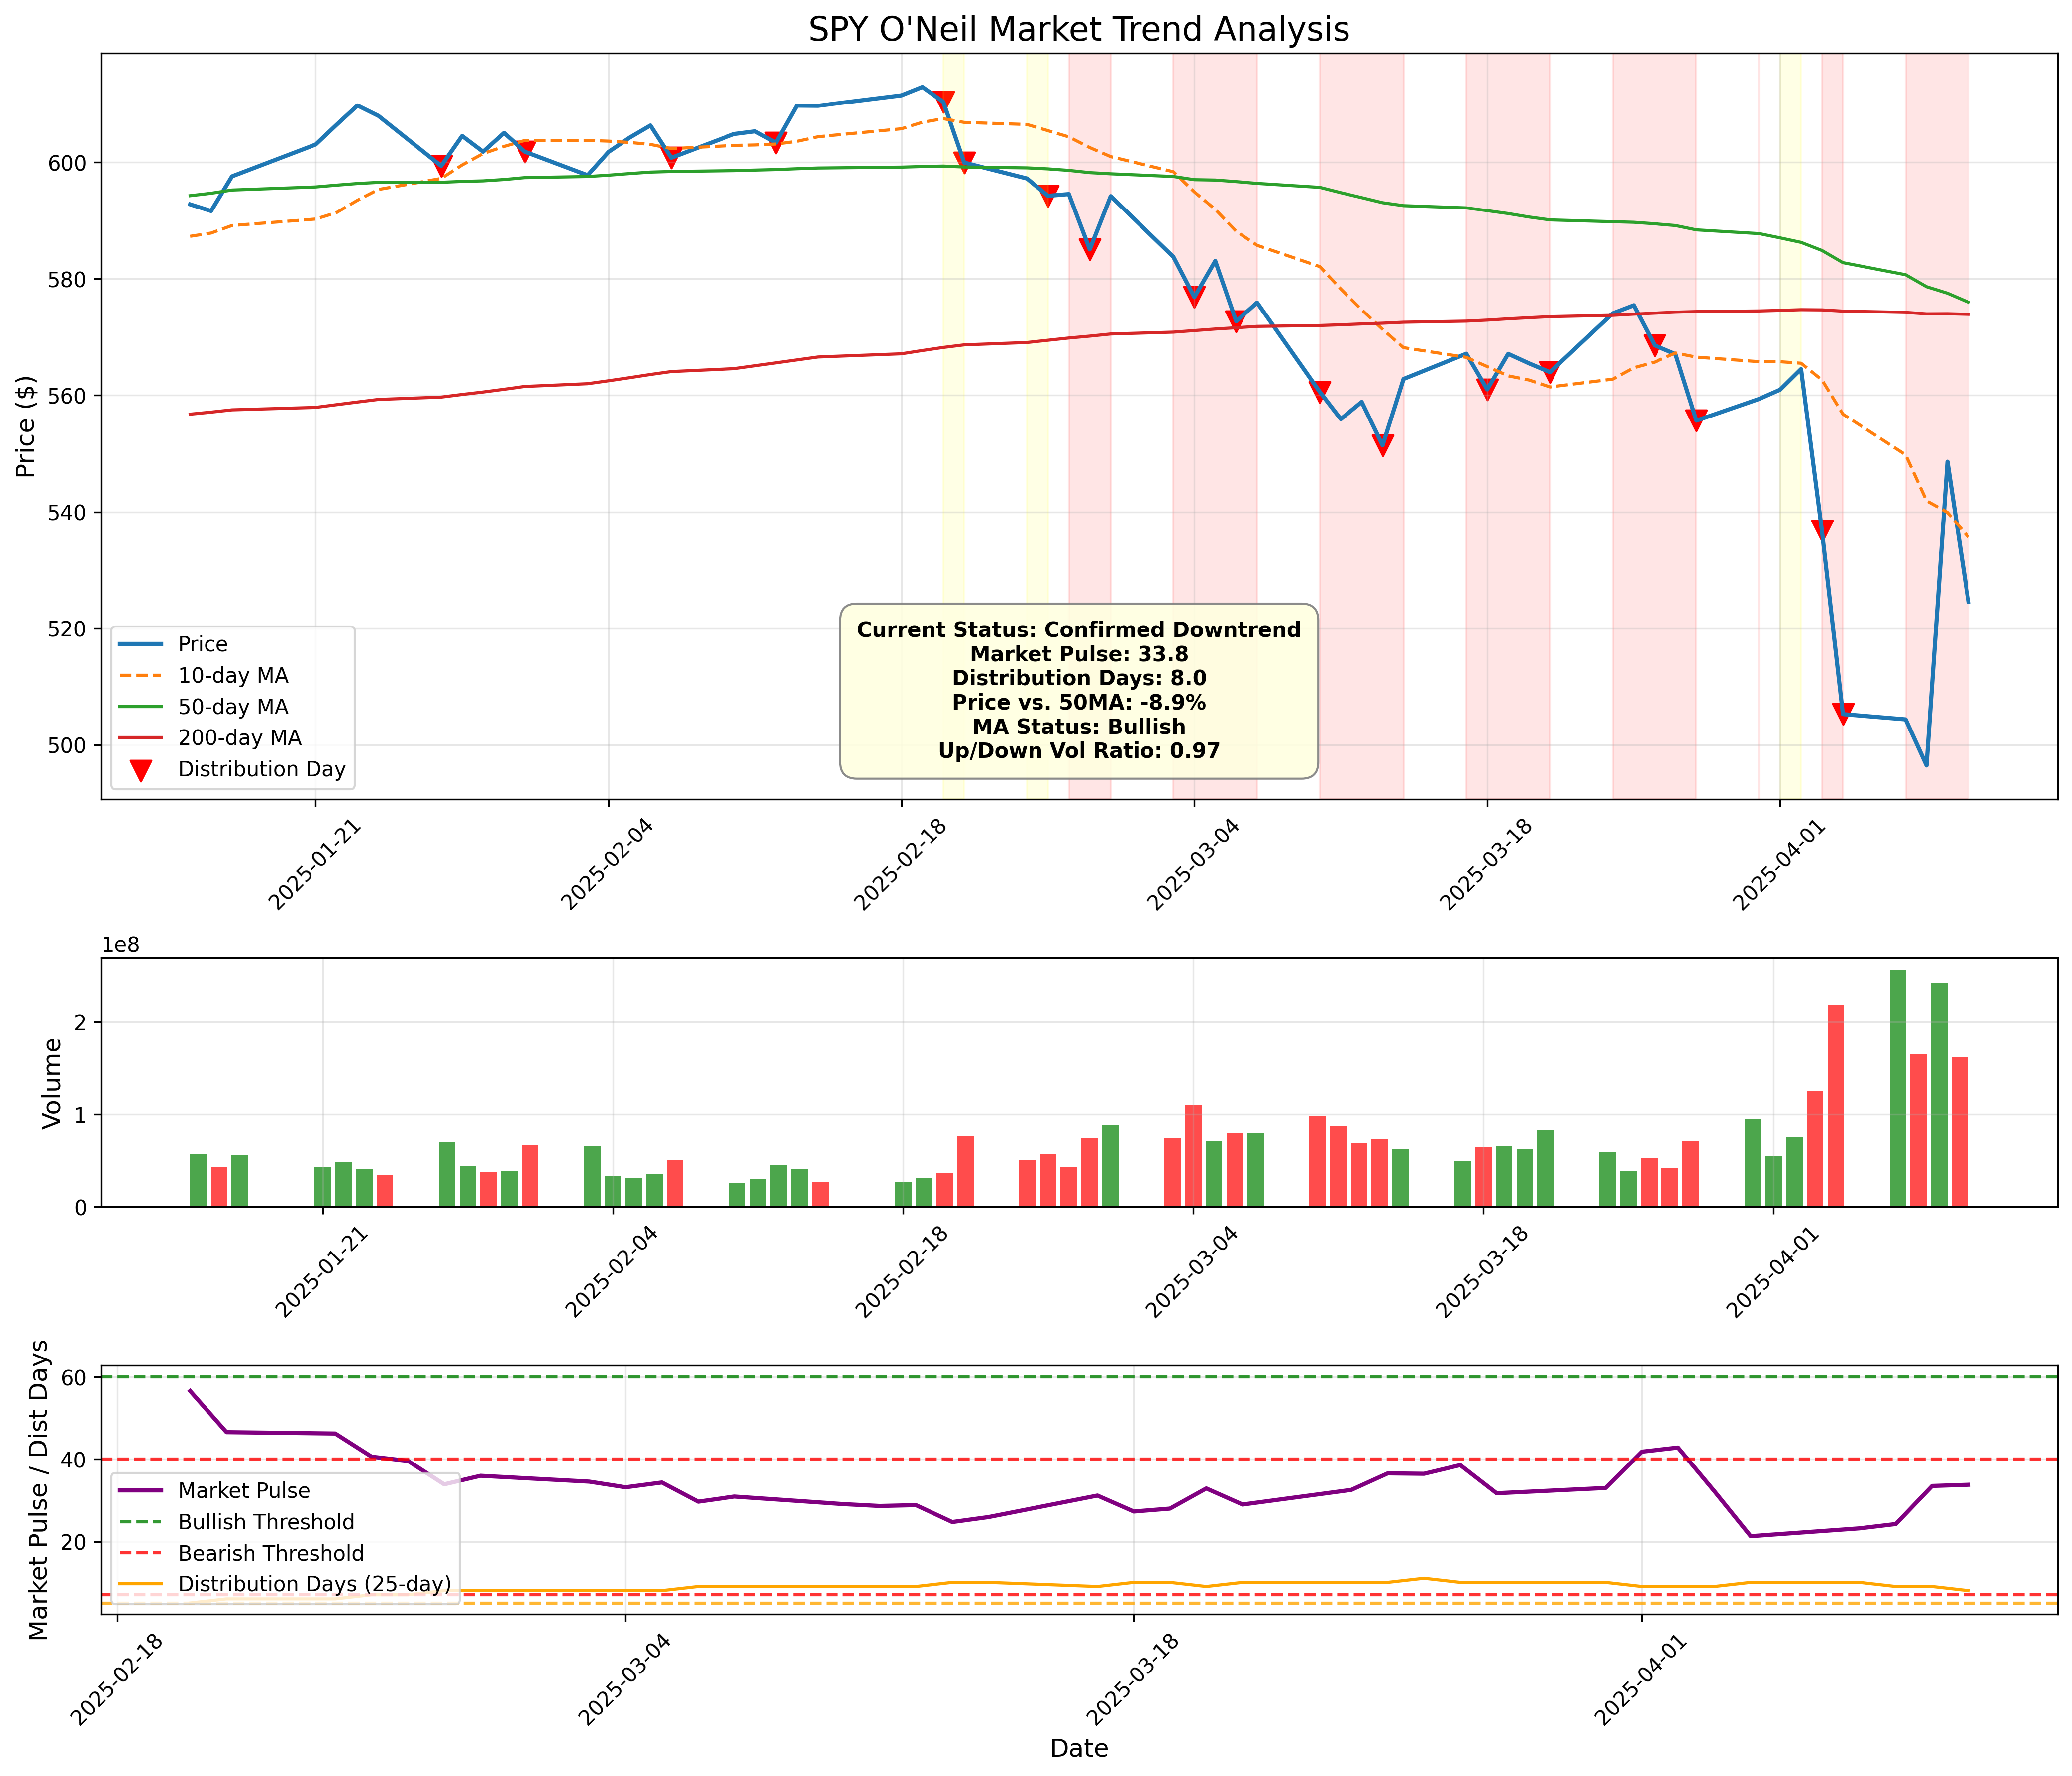 SPY O'Neil Market Trend Analysis
Price ($)
600
580
560
540
520
500
Price
10-day MA
50-day MA
200-day MA
Distribution Day
Current Status: Confirmed Downtrend
Market Pulse: 33.8
Distribution Days: 8.0
Price vs. 50MA: -8.9%
MA Status: Bullish
Up/Down Vol Ratio: 0.97
2025-01-21
2025-02-04
2025-02-18
2025-03-04
2025-03-18
2025-04-01
1e8
Volume
2
1
0
2025-01-21
2025-02-04
2025-02-18
2025-03-04
2025-03-18
2025-04-01
Market Pulse / Dist Days
60
40
20
Market Pulse
Bullish Threshold
Bearish Threshold
Distribution Days (25-day)
2025-02-18
2025-03-04
2025-03-18
2025-04-01
Date